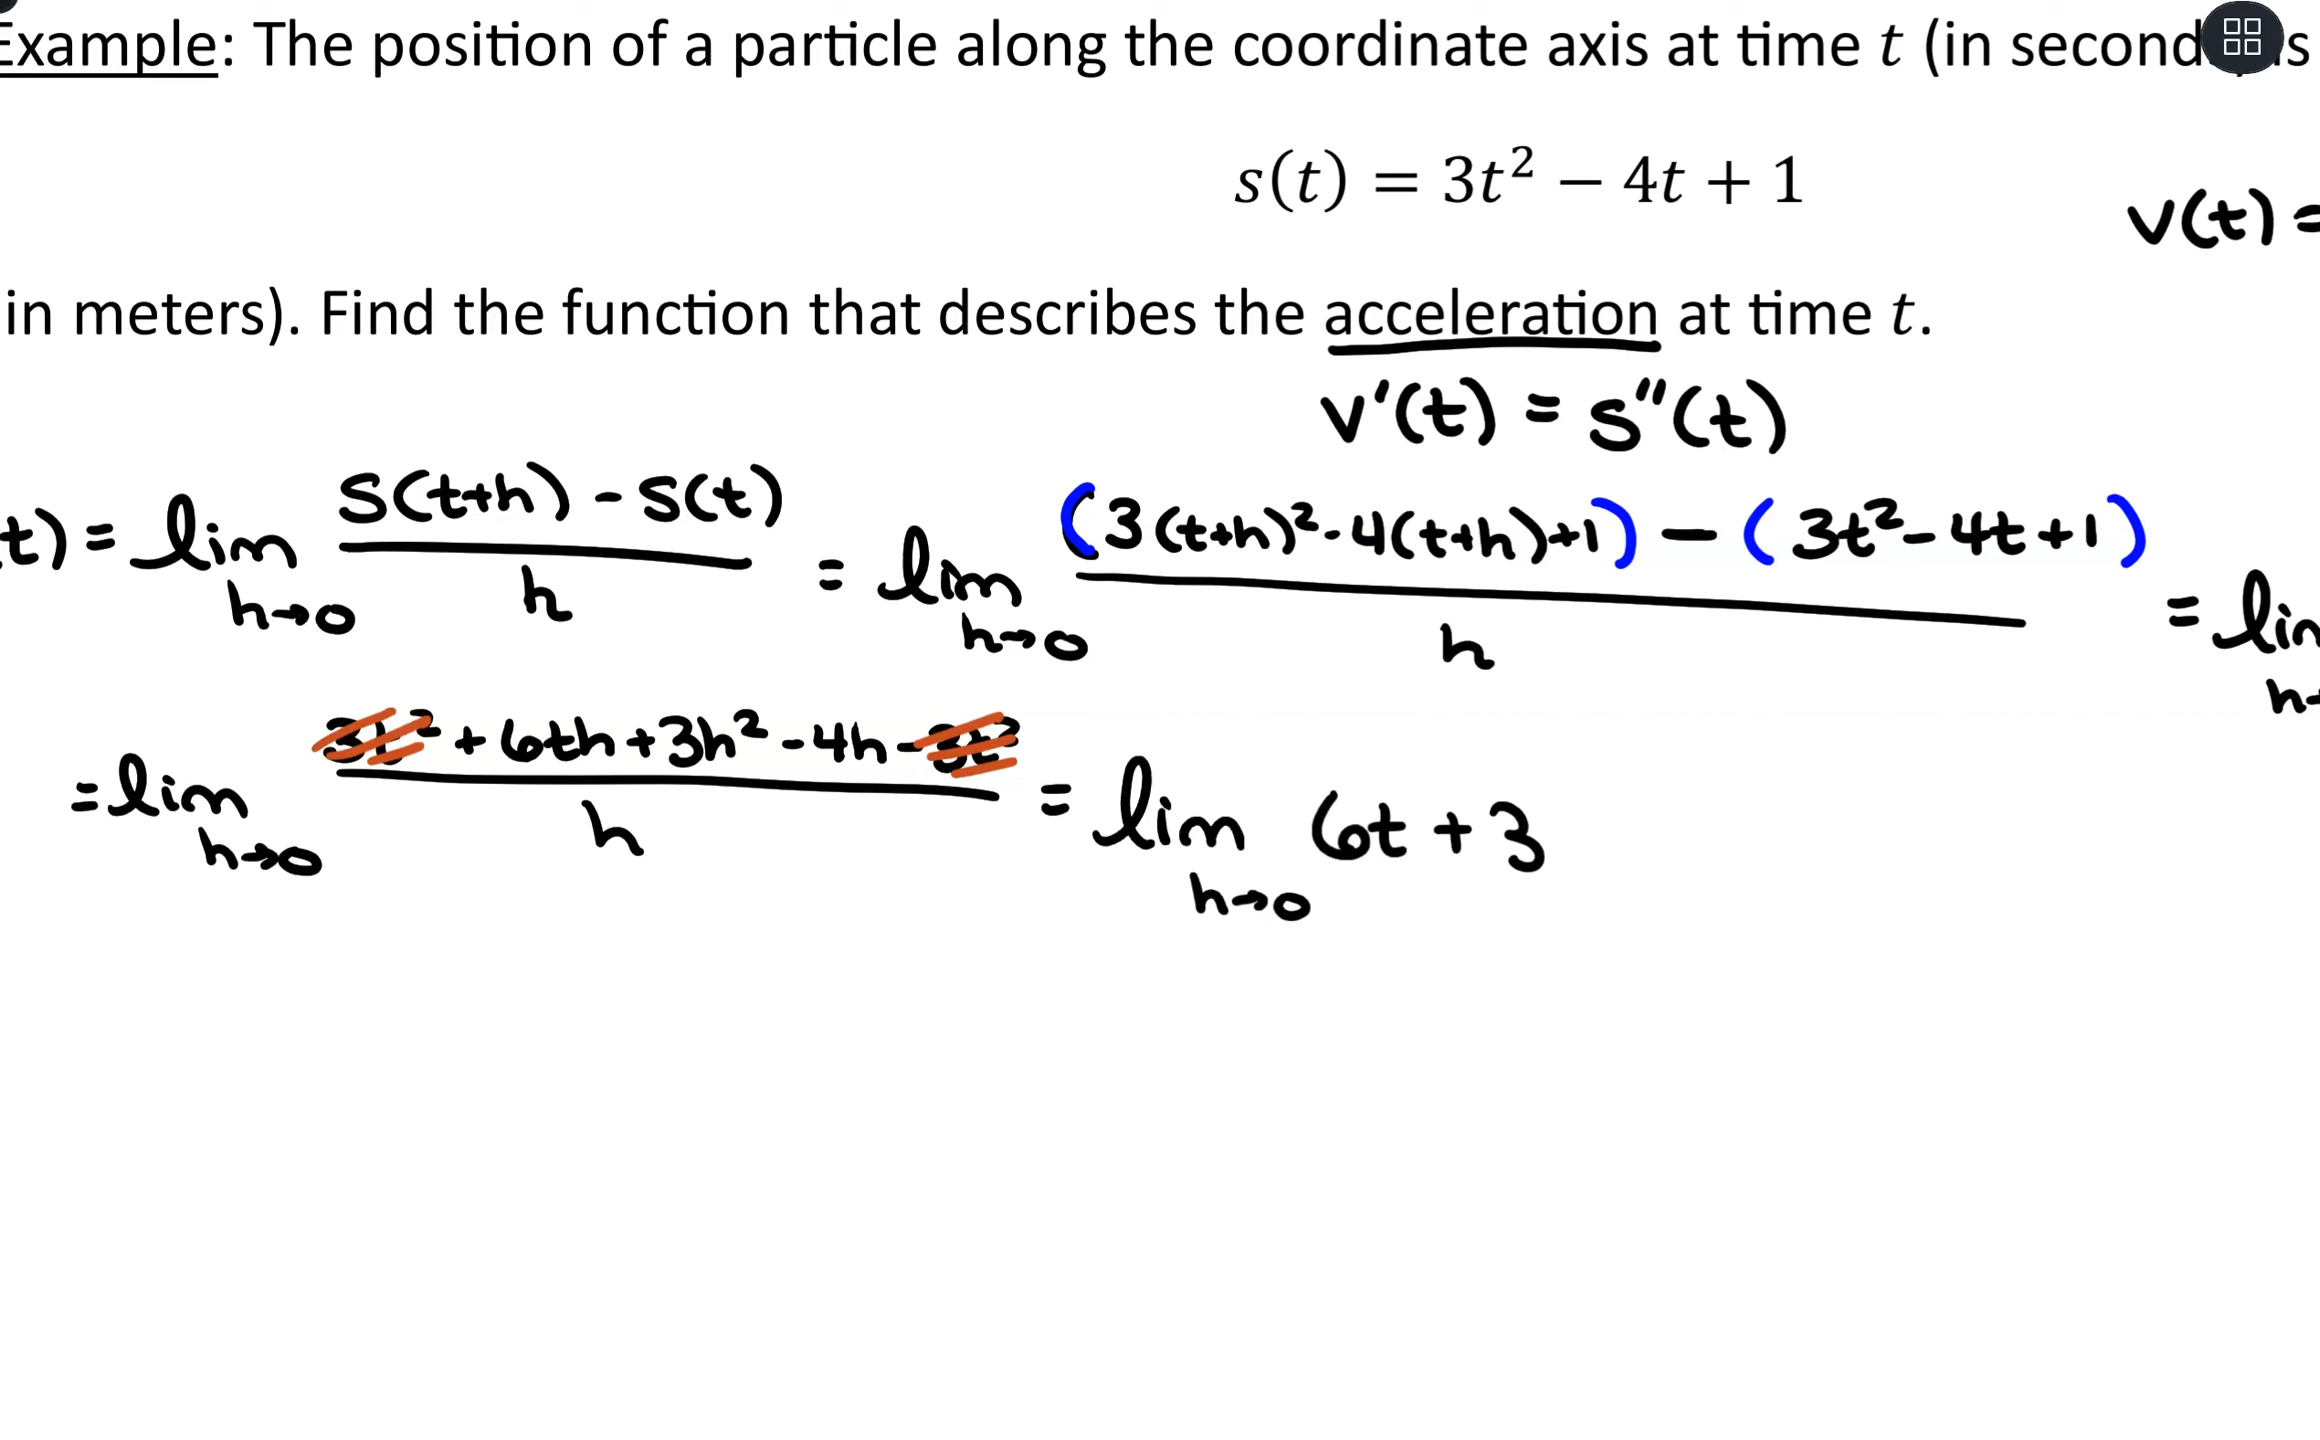 Example: The position of a particle along the coordinate axis at time t (in second is
s(t) = 3t² − 4t + 1
v(t) =
in meters). Find the function that describes the acceleration at time t.
v'(t) = s"(t)
t) = lim h→0 S(t+h) - S(t) / h = lim h→0 (3(t+h)²-4(t+h)+1) - (3t²-4t+1) / h = lim h→
= lim h→0 3t² + 6th + 3h² - 4h - 3t² / h = lim h→0 6t + 3